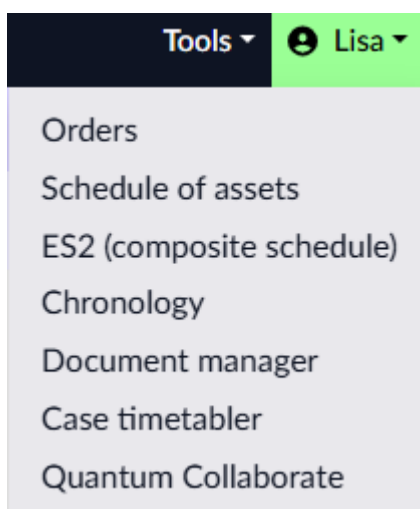 Tools Lisa
Orders
Schedule of assets
ES2 (composite schedule)
Chronology
Document manager
Case timetabler
Quantum Collaborate